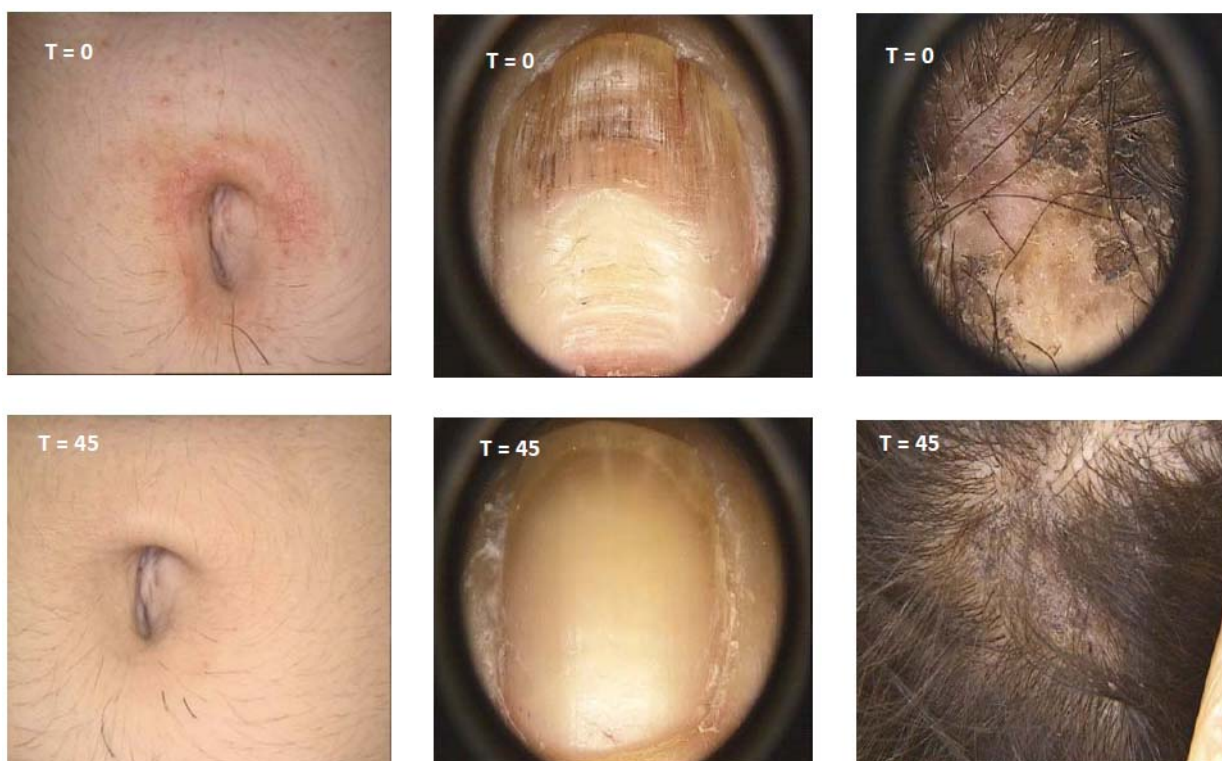 T = 0
T = 0
T = 0
T = 45
T = 45
T = 45